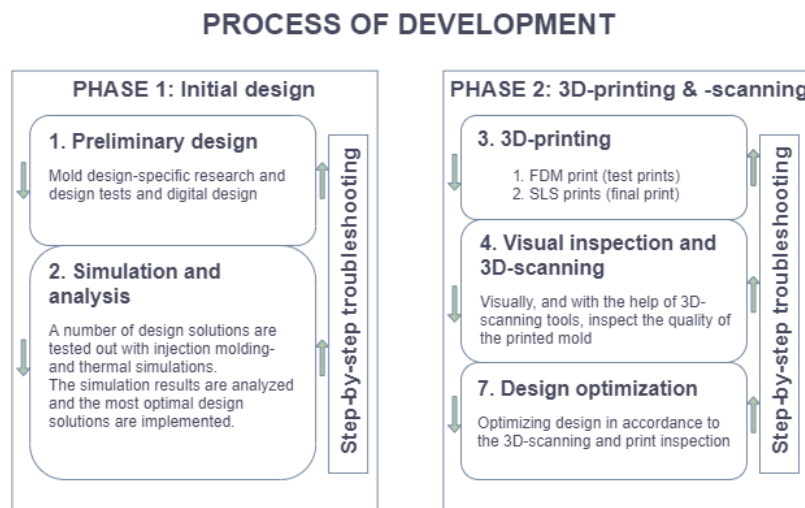 PROCESS OF DEVELOPMENT
PHASE 1: Initial design
1. Preliminary design
Mold design-specific research and
design tests and digital design
2. Simulation and
analysis
A number of design solutions are
tested out with injection molding-
and thermal simulations.
The simulation results are analyzed
and the most optimal design
solutions are implemented.
Step-by-step troubleshooting
PHASE 2: 3D-printing & -scanning
3. 3D-printing
1. FDM print (test prints)
2. SLS prints (final print)
4. Visual inspection and
3D-scanning
Visually, and with the help of 3D-
scanning tools, inspect the quality of
the printed mold
7. Design optimization
Optimizing design in accordance to
the 3D-scanning and print inspection
Step-by-step troubleshooting